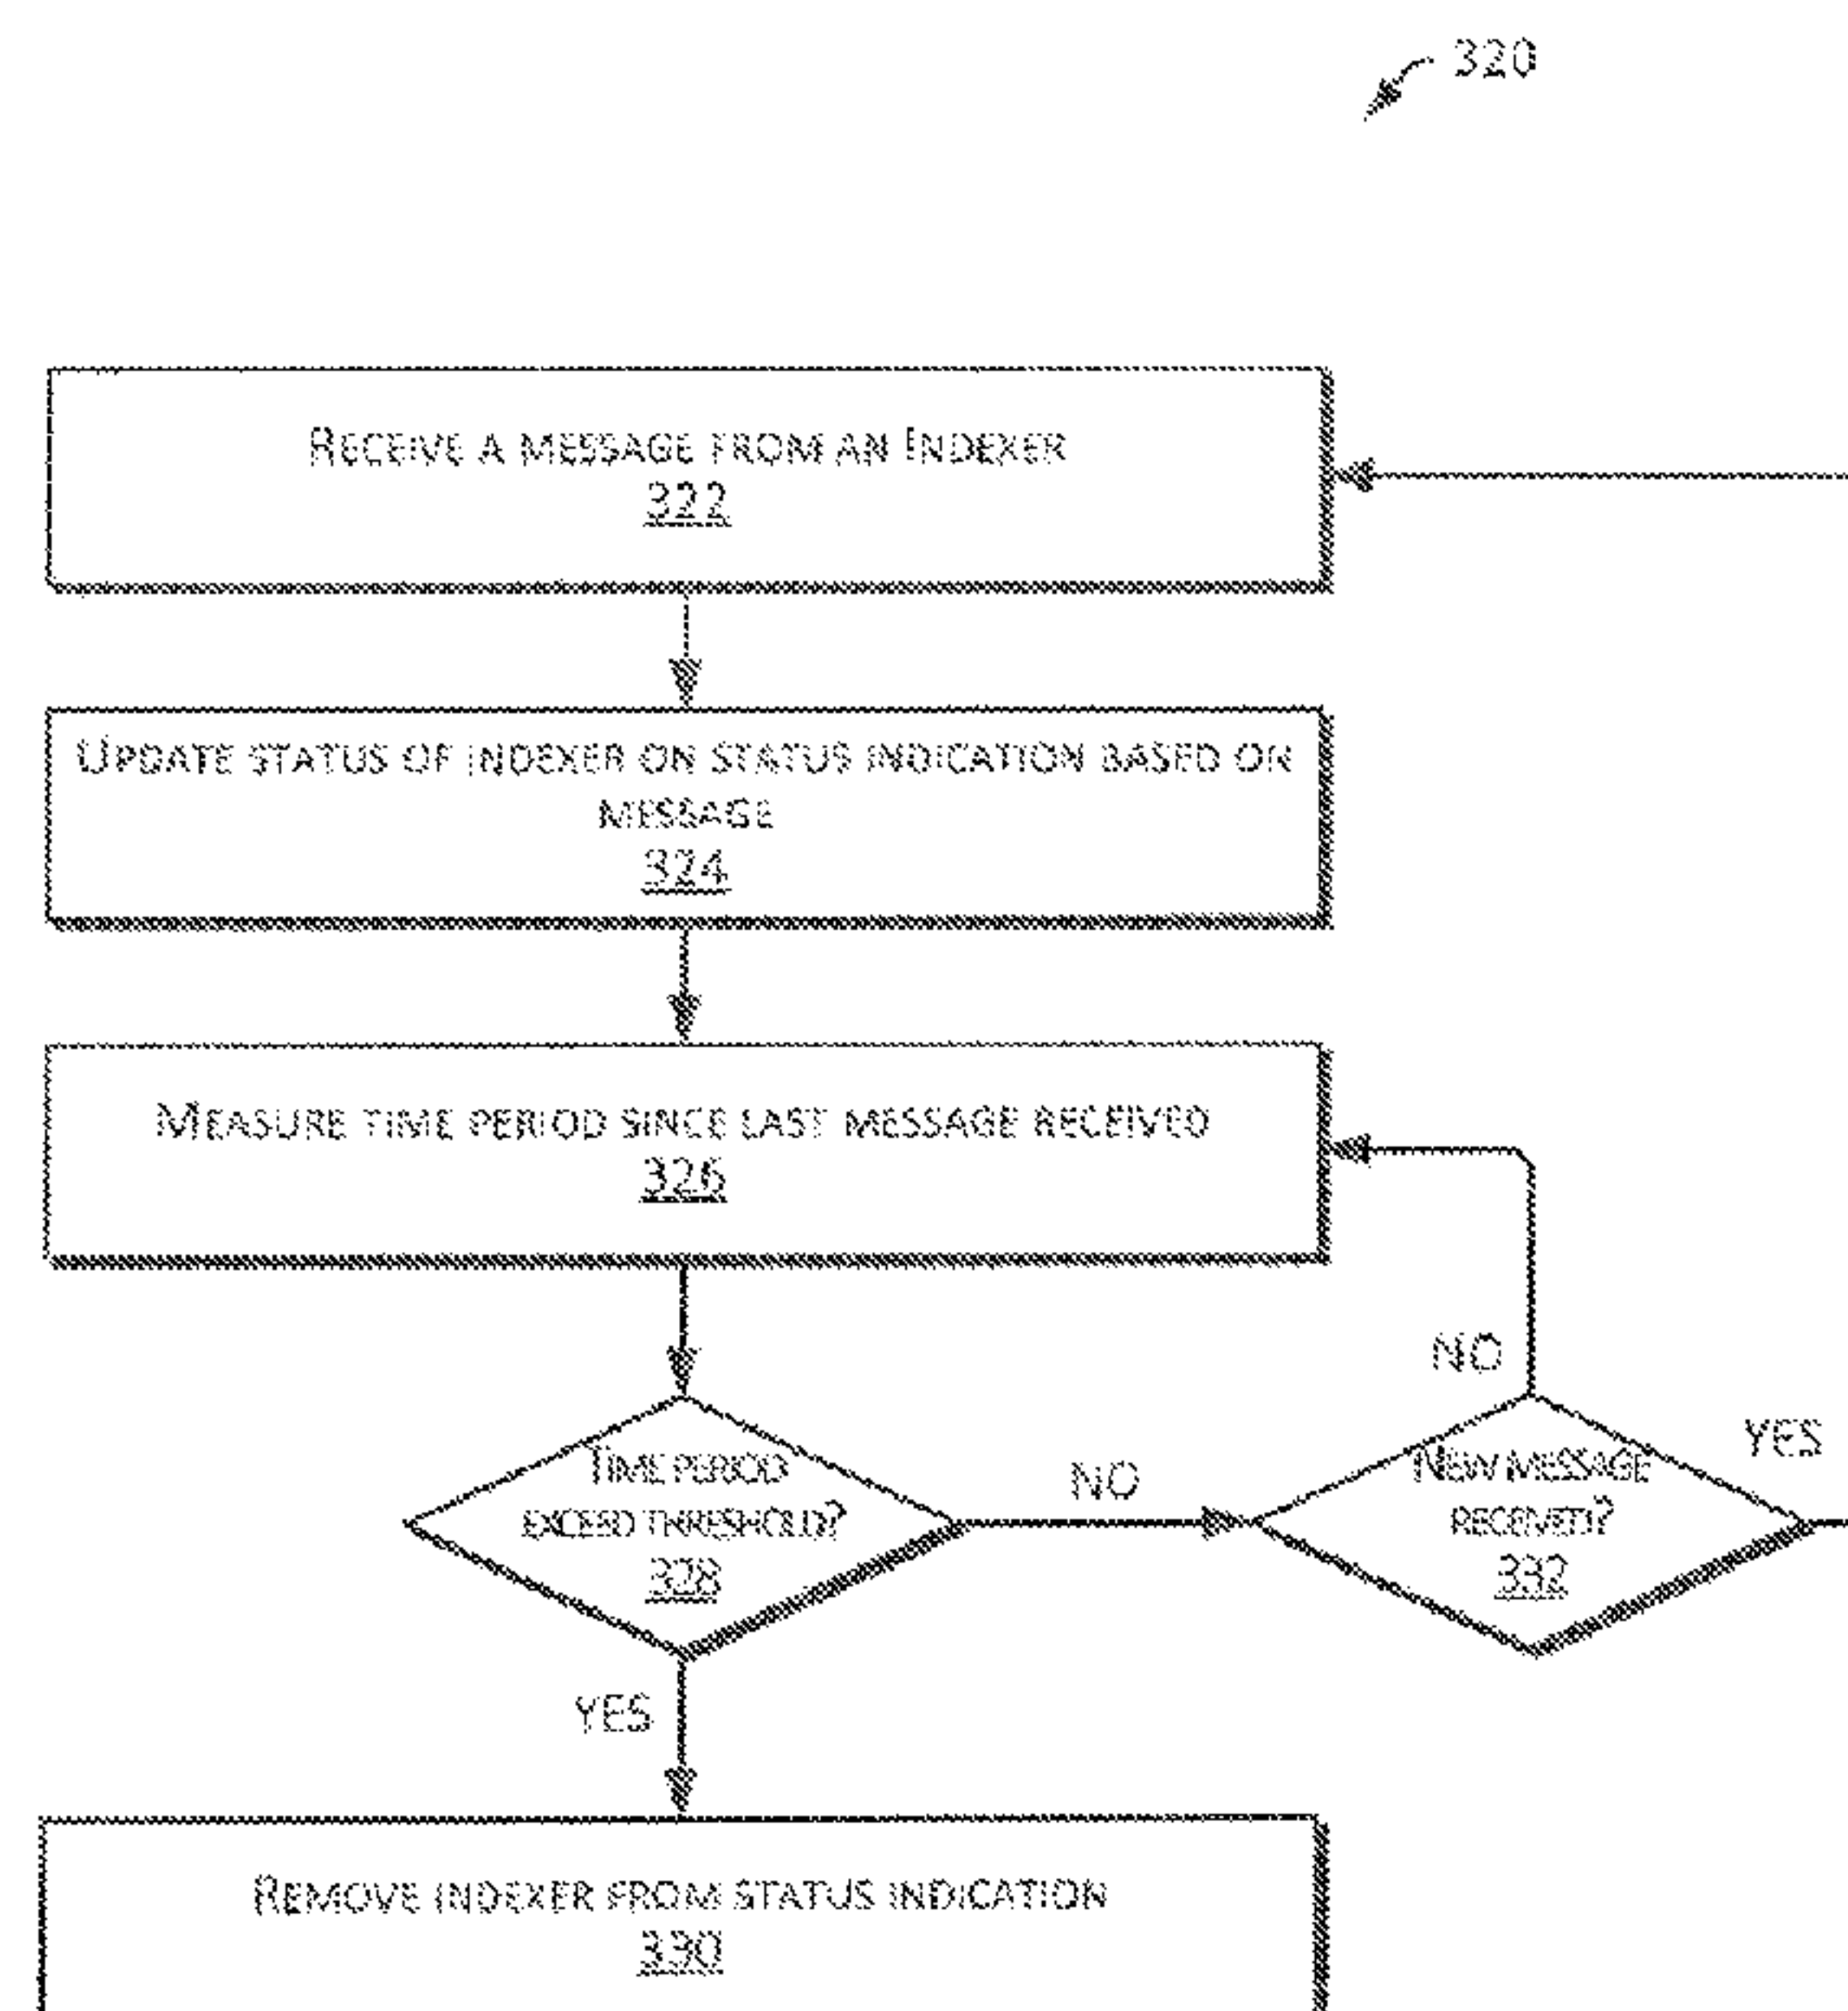 320
RECEIVE A MESSAGE FROM AN INDEXER
322
UPDATE STATUS OF INDEXER ON STATUS INDICATION BASED ON
MESSAGE
324
MEASURE TIME PERIOD SINCE LAST MESSAGE RECEIVED
326
NO
YES
TIME PERIOD
EXCEED THRESHOLD?
328
NO
NEW MESSAGE
RECEIVED?
332
YES
REMOVE INDEXER FROM STATUS INDICATION
330